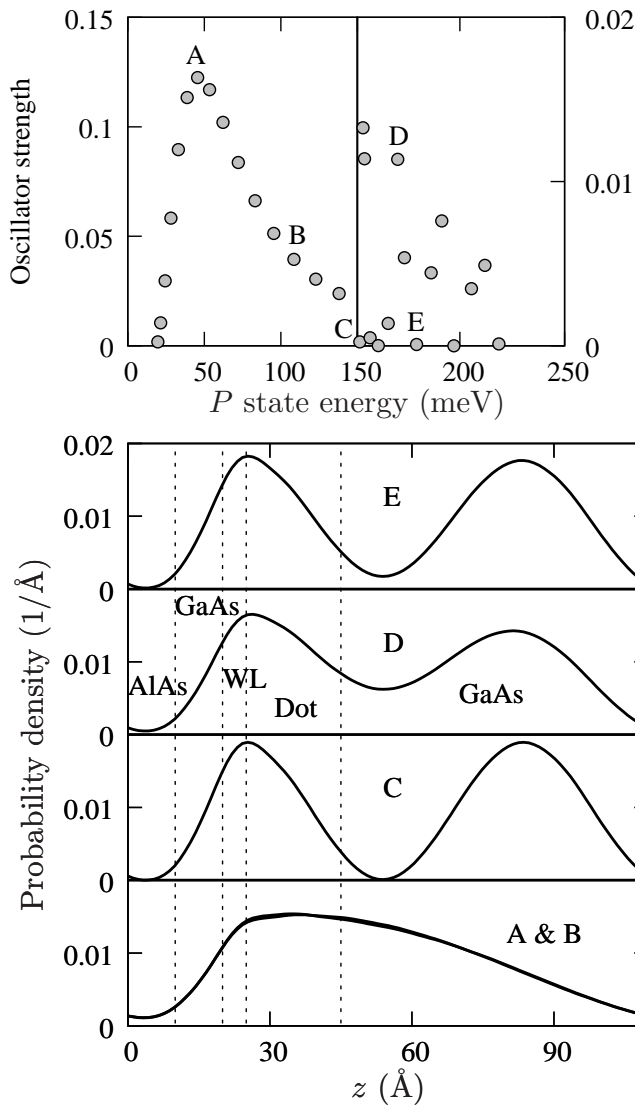 0.15
0.02
A
0.1
D
0.01
B
0.05
C
E
0
0
0
50
100
150
200
250
Oscillator strength
P state energy (meV)
0.02
E
0.01
0
GaAs
D
0.01
AlAs
WL
Dot
GaAs
0
C
0.01
0
A & B
0.01
0
0
30
60
90
Probability density (1/Å)
z (Å)